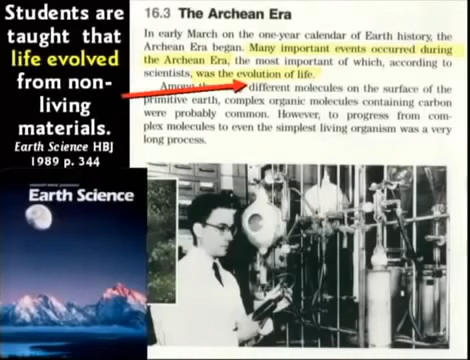 Students are
taught that
life evolved
from non-
living
materials.
Earth Science HBJ
1989 p. 344
Earth Science
16.3 The Archean Era
In early March on the one-year calendar of Earth history, the
Archean Era began. Many important events occurred during
the Archean Era, the most important of which, according to
scientists, was the evolution of life.
Among the different molecules on the surface of the
primitive earth, complex organic molecules containing carbon
were probably common. However, to progress from com-
plex molecules to even the simplest living organism was a very
long process.